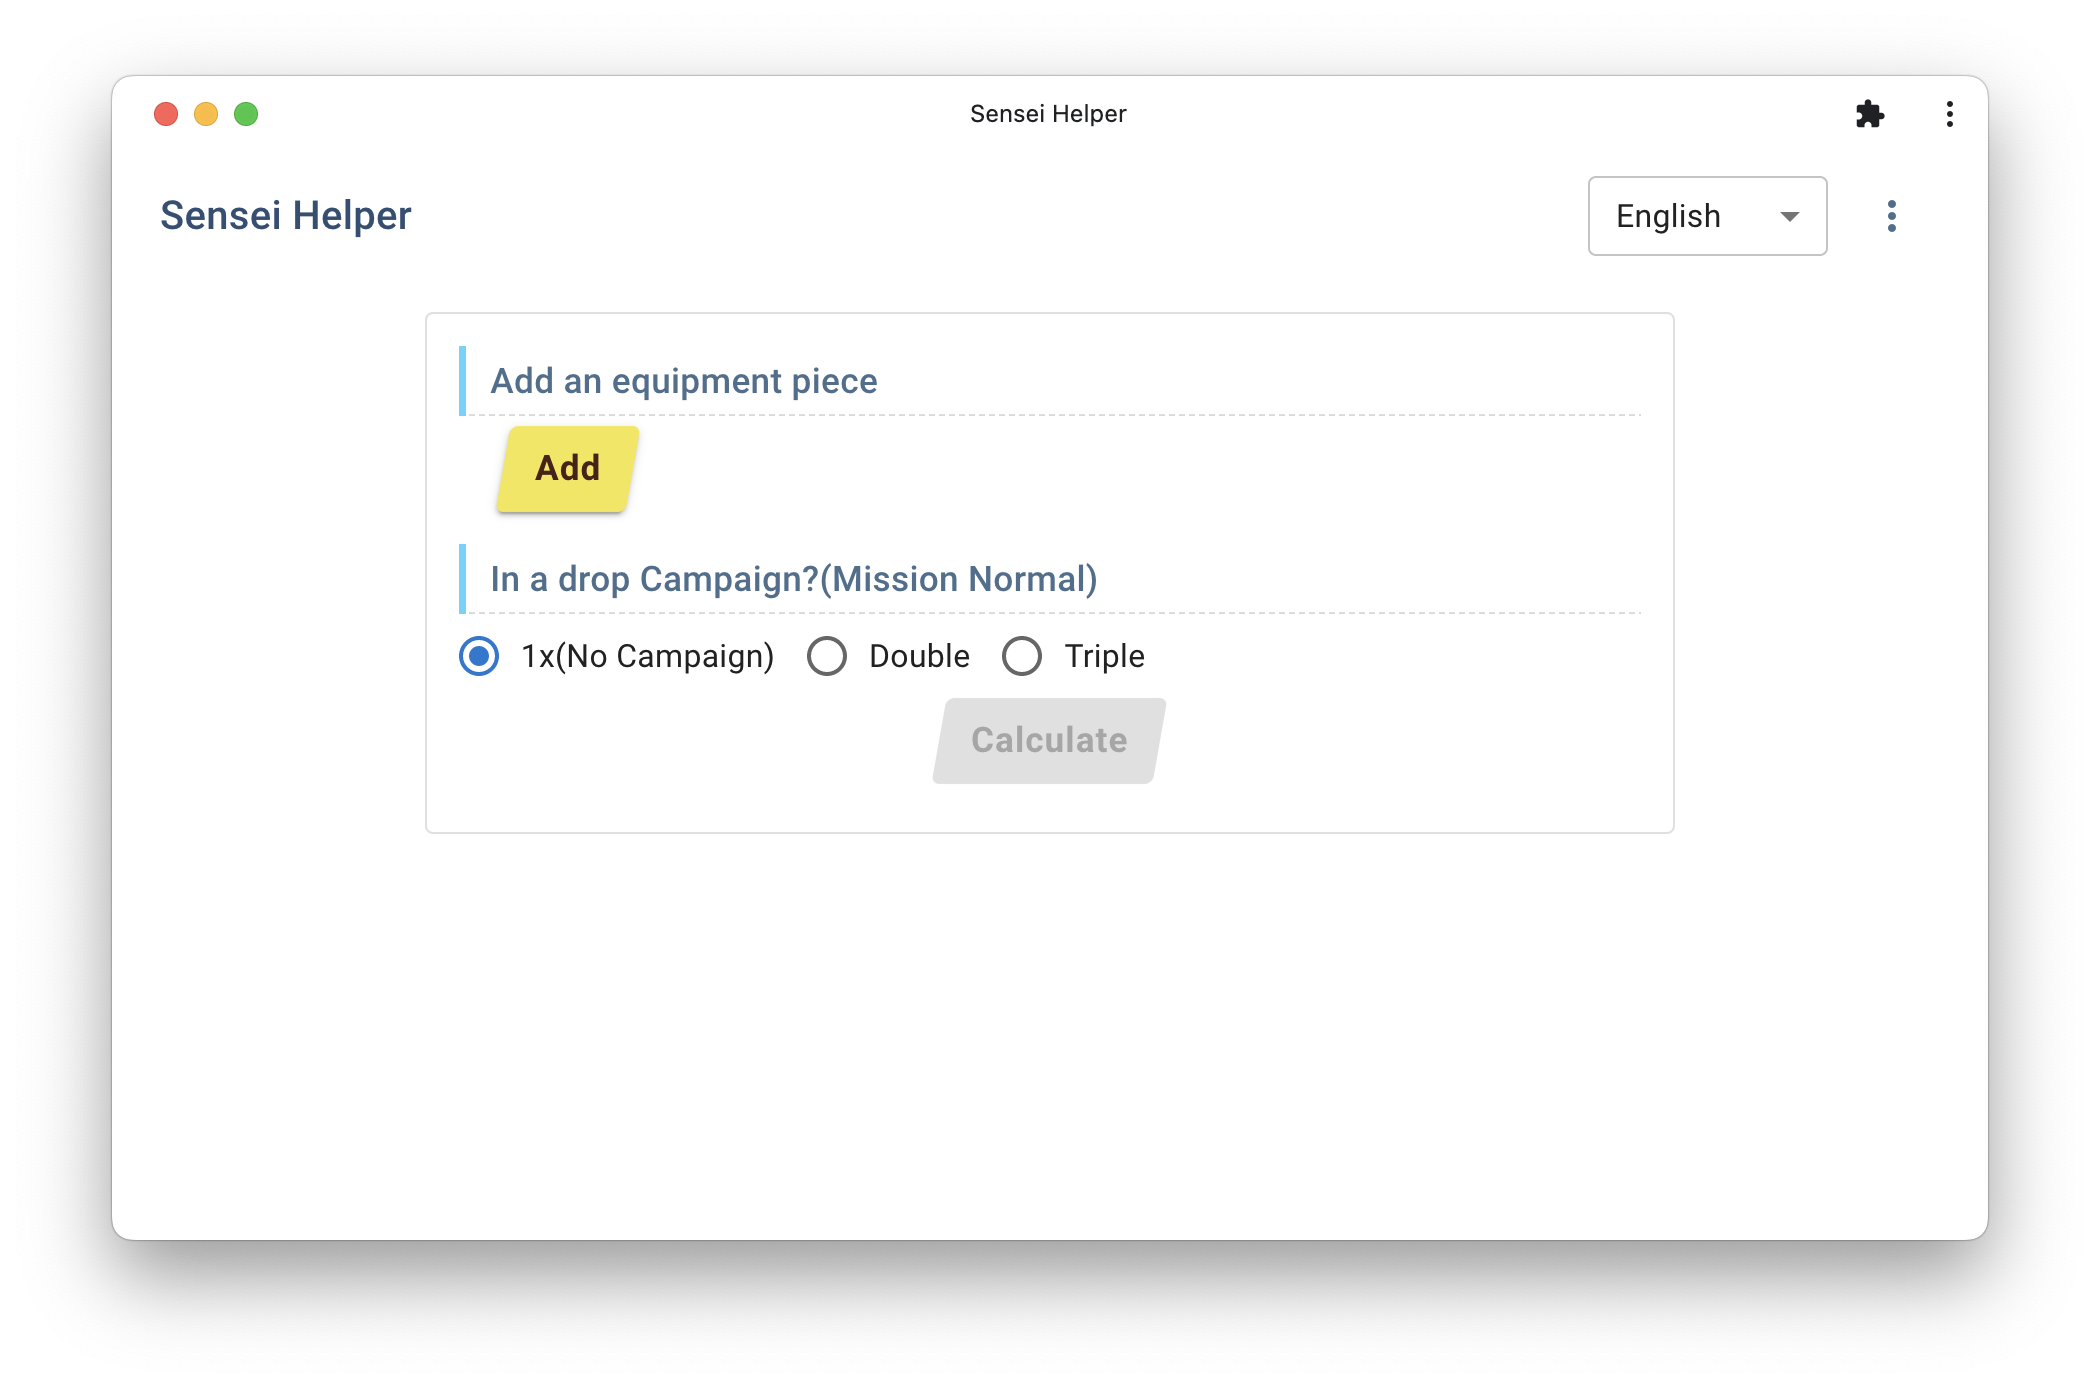 Sensei Helper
Sensei Helper
English
Add an equipment piece
Add
In a drop Campaign?(Mission Normal)
1x(No Campaign) Double Triple
Calculate